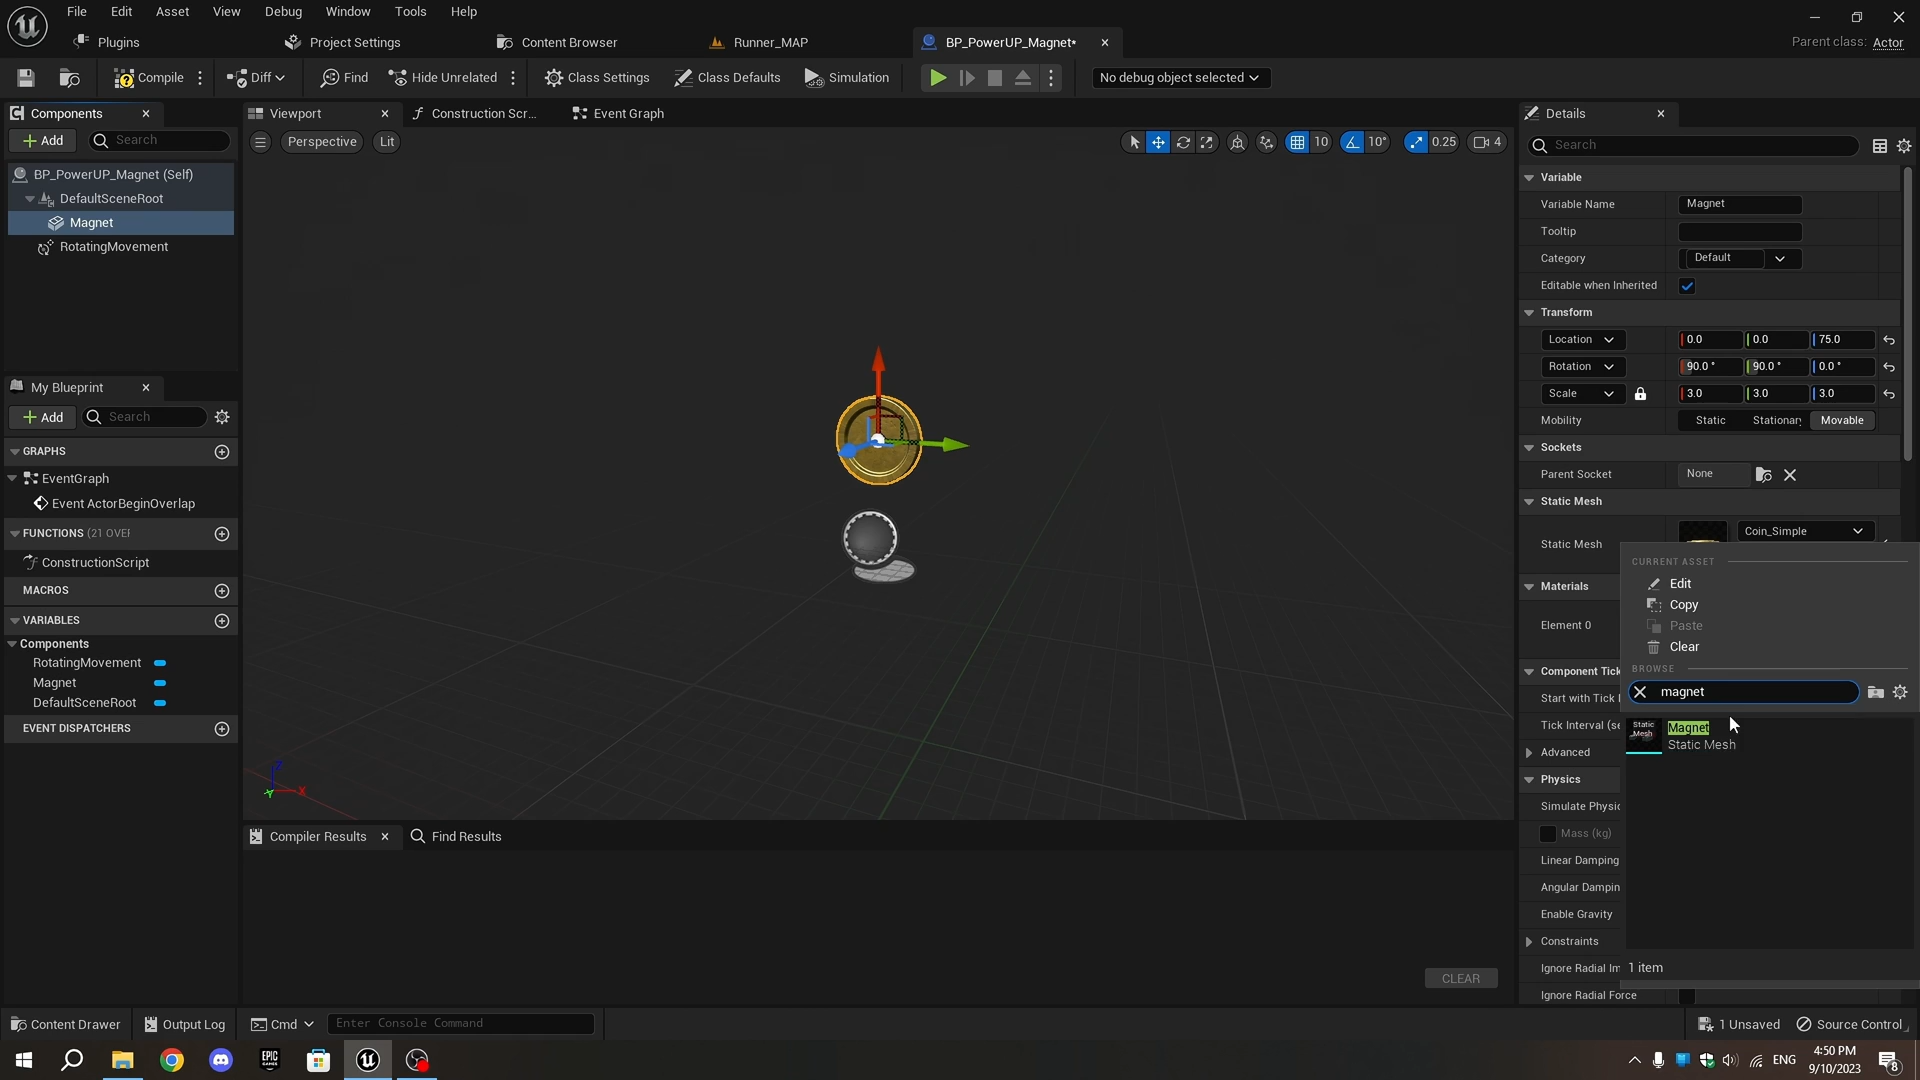 File Edit Asset View Debug Window Tools Help
Plugins Project Settings Content Browser Runner_MAP BP_PowerUP_Magnet* Parent class: Actor
Compile Diff Find Hide Unrelated Class Settings Class Defaults Simulation No debug object selected
Components
Add Search
BP_PowerUP_Magnet (Self)
DefaultSceneRoot
Magnet
RotatingMovement
My Blueprint
Add Search
GRAPHS
EventGraph
Event ActorBeginOverlap
FUNCTIONS (21 OVEF
ConstructionScript
MACROS
VARIABLES
Components
RotatingMovement
Magnet
DefaultSceneRoot
EVENT DISPATCHERS
Viewport Construction Scr... Event Graph
Perspective Lit 10 10° 0.25 4
Z
X
Y
Compiler Results Find Results
CLEAR
Details
Search
Variable
Variable Name Magnet
Tooltip
Category Default
Editable when Inherited
Transform
Location 0.0 0.0 75.0
Rotation 90.0 ° 90.0 ° 0.0 °
Scale 3.0 3.0 3.0
Mobility Static Stationary Movable
Sockets
Parent Socket None
Static Mesh
Static Mesh Coin_Simple
Materials
Element 0
Component Tick
Start with Tick
Tick Interval (se
Advanced
Physics
Simulate Physic
Mass (kg)
Linear Damping
Angular Dampin
Enable Gravity
Constraints
Ignore Radial Im
Ignore Radial Force
CURRENT ASSET
Edit
Copy
Paste
Clear
BROWSE
magnet
Static Mesh
Magnet
Static Mesh
1 item
Content Drawer Output Log Cmd Enter Console Command 1 Unsaved Source Control
EPIC GAMES
ENG 4:50 PM
9/10/2023
8